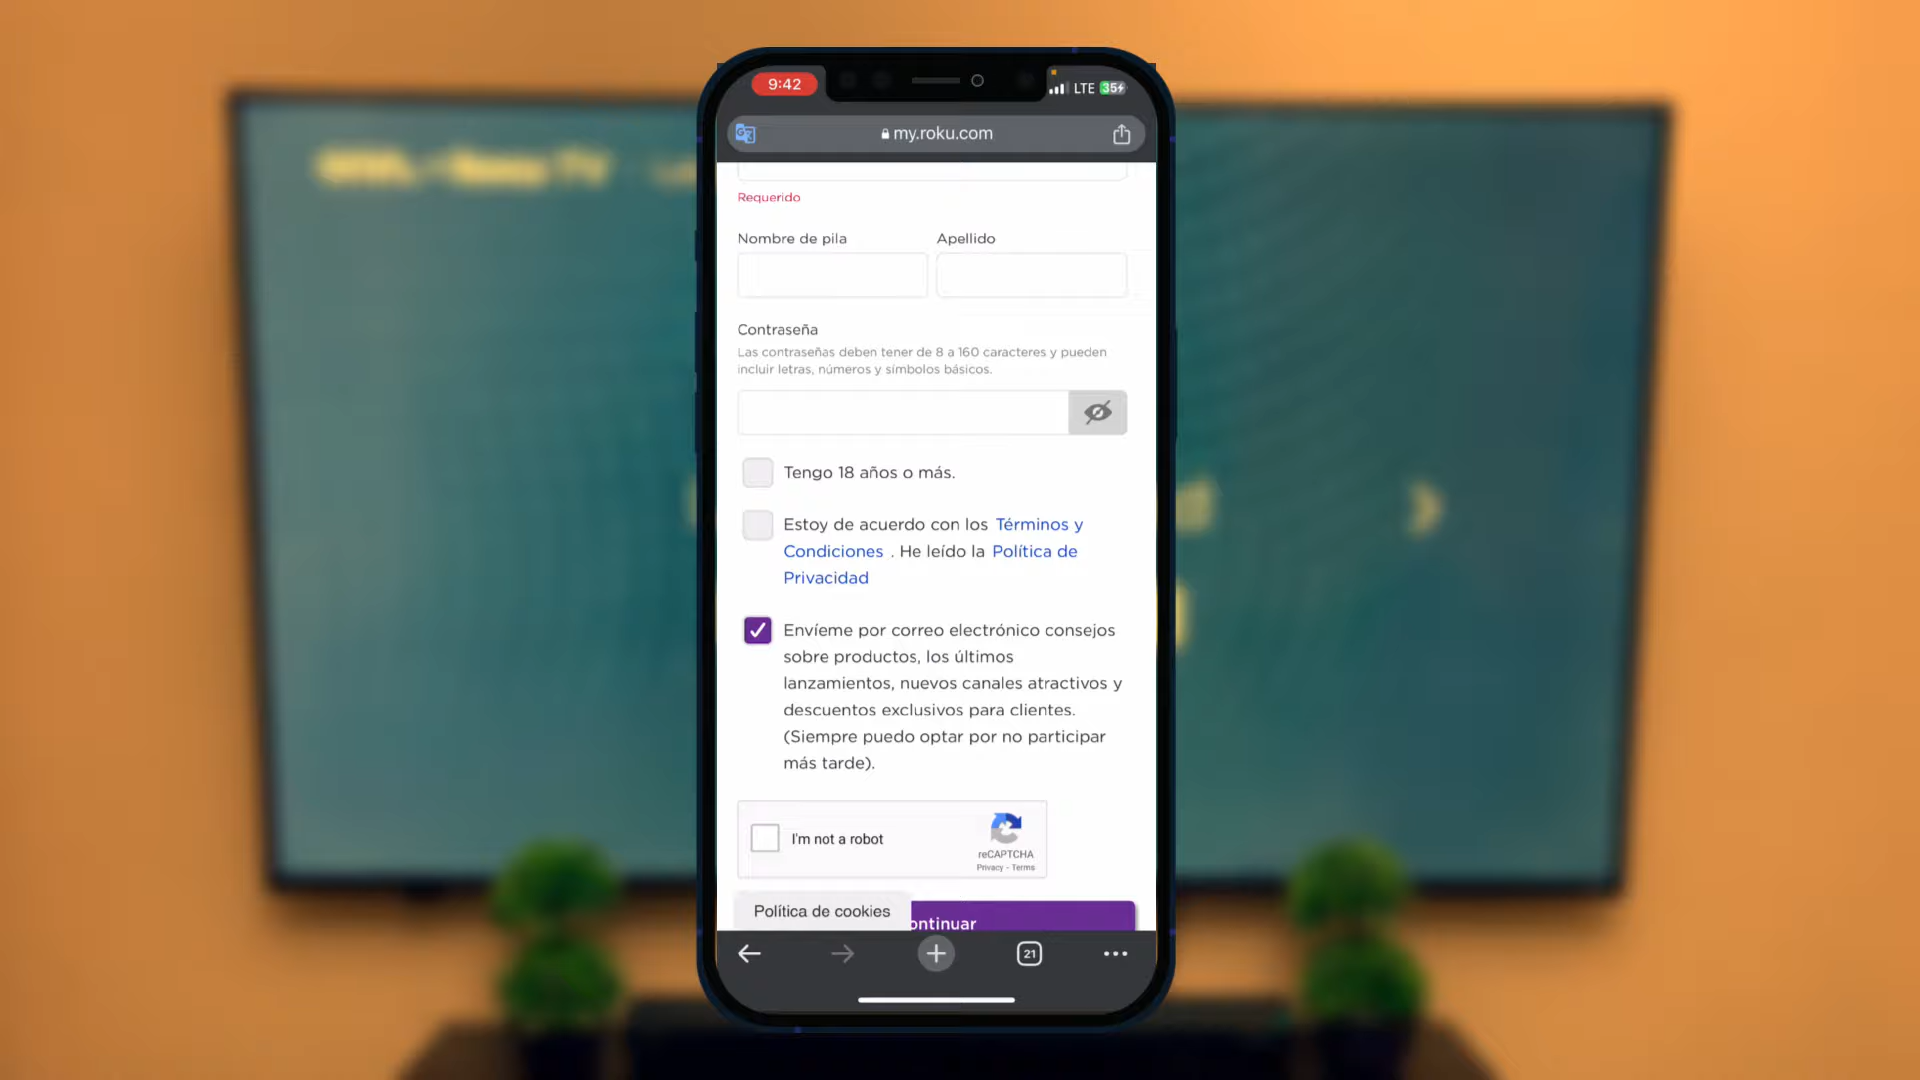 9:42
LTE 35
my.roku.com
Requerido
Nombre de pila
Apellido
Contraseña
Las contraseñas deben tener de 8 a 160 caracteres y pueden
incluir letras, números y símbolos básicos.
Tengo 18 años o más.
Estoy de acuerdo con los Términos y
Condiciones . He leído la Política de
Privacidad
Envíeme por correo electrónico consejos
sobre productos, los últimos
lanzamientos, nuevos canales atractivos y
descuentos exclusivos para clientes.
(Siempre puedo optar por no participar
más tarde).
I'm not a robot
reCAPTCHA
Privacy - Terms
Política de cookies
ontinuar
21